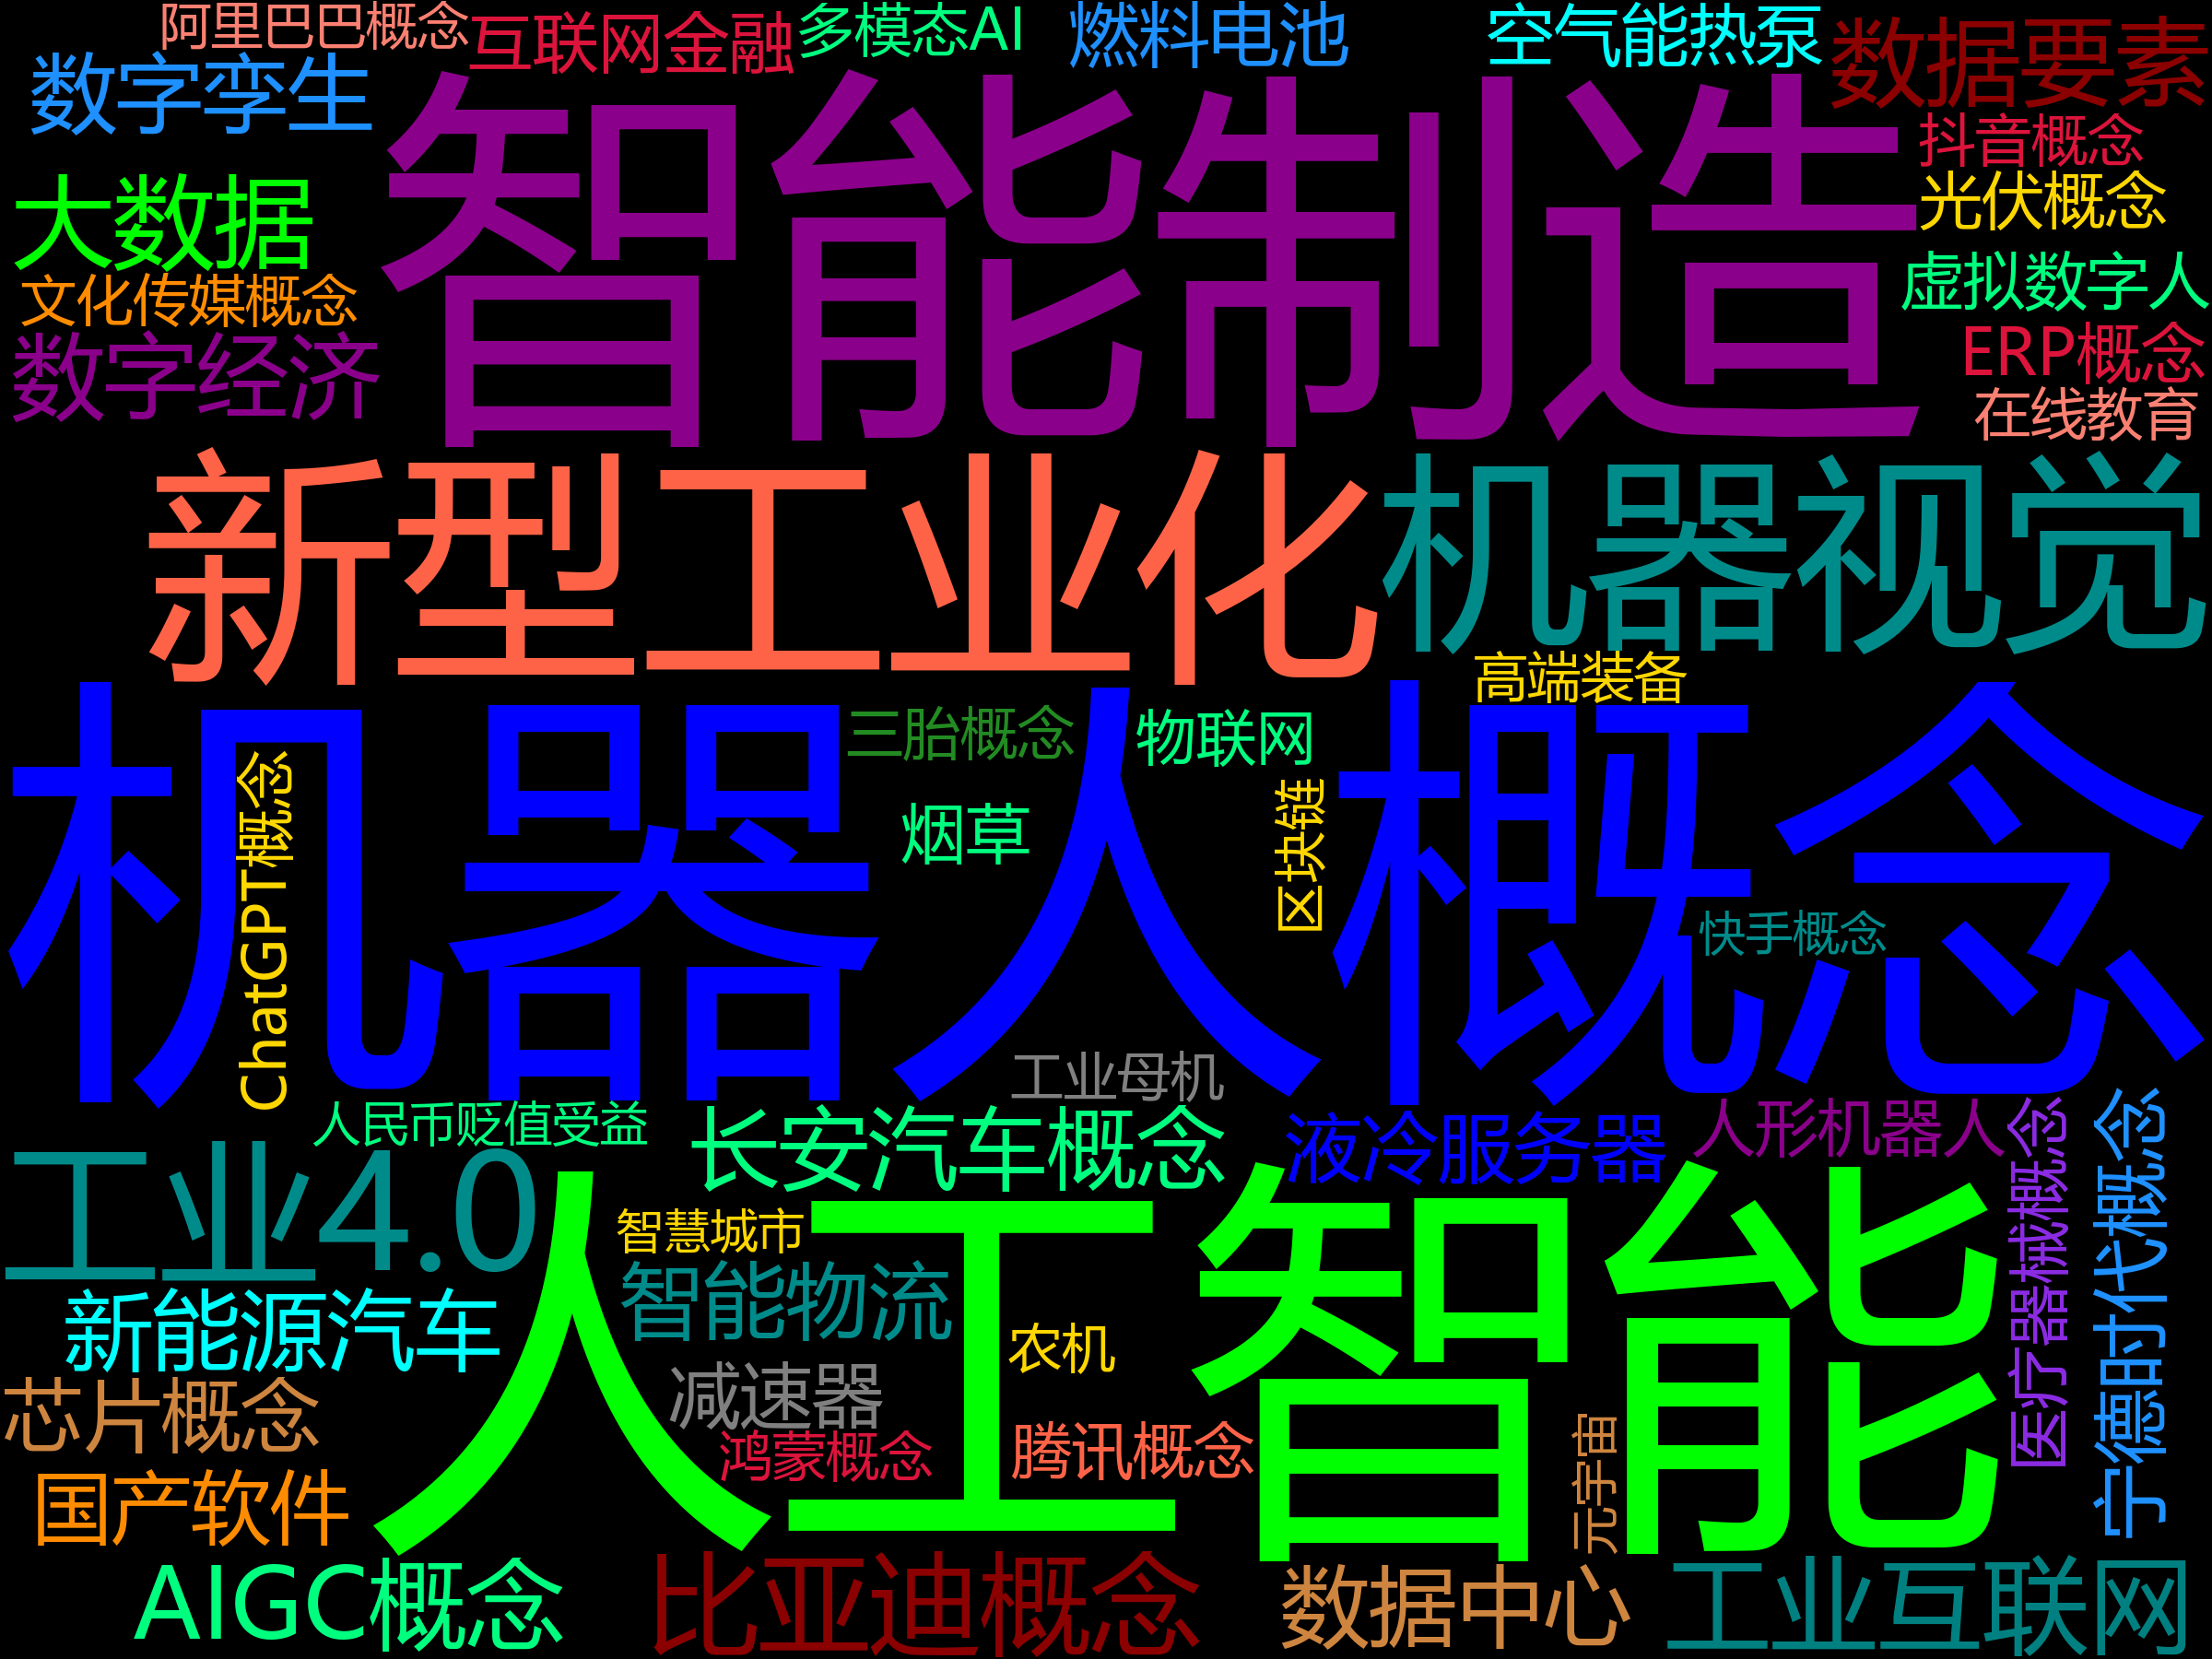 阿里巴巴概念
互联网金融
多模态AI
燃料电池
空气能热泵
数据要素
数字孪生
智能制造
抖音概念
大数据
光伏概念
文化传媒概念
虚拟数字人
数字经济
ERP概念
在线教育
新型工业化
机器视觉
高端装备
机器人概念
三胎概念
物联网
ChatGPT概念
烟草
区块链
快手概念
工业母机
人民币贬值受益
长安汽车概念
液冷服务器
人形机器人
医疗器械概念
宁德时代概念
工业4.0
人工智能
智慧城市
智能物流
新能源汽车
农机
减速器
芯片概念
鸿蒙概念
腾讯概念
元宇宙
国产软件
AIGC概念
比亚迪概念
数据中心
工业互联网